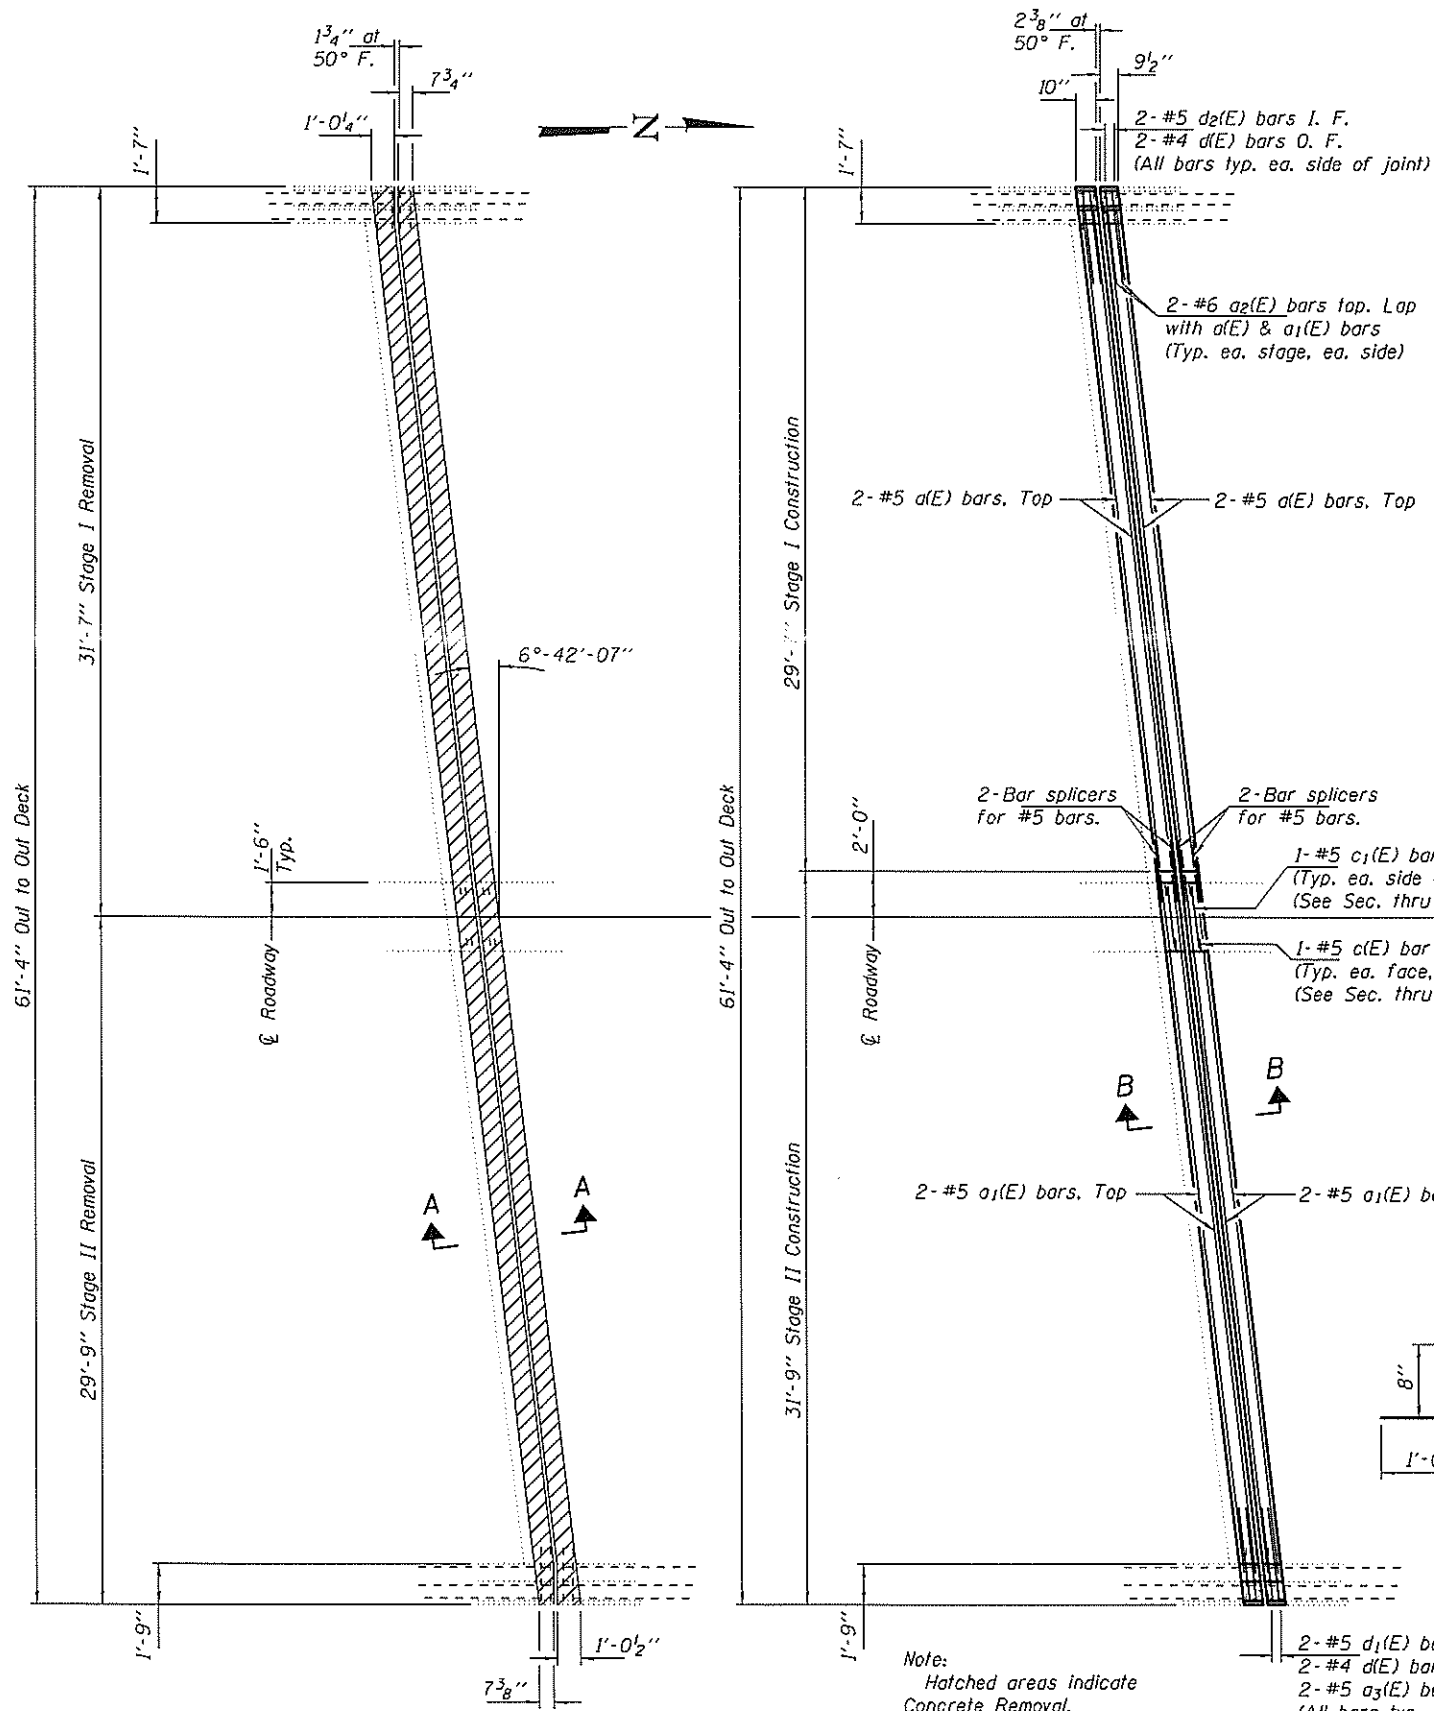 1¾" at
50° F.
7¾"
1'-0¼"
1'-7"
N
2⅜" at
50° F.
9½"
10"
1'-7"
2-#5 d2(E) bars I. F.
2-#4 d(E) bars O. F.
(All bars typ. ea. side of joint)
2-#6 a2(E) bars top. Lap
with a(E) & a1(E) bars
(Typ. ea. stage, ea. side)
31'-7" Stage I Removal
2-#5 a(E) bars, Top
2-#5 a(E) bars, Top
Stage I Construction
6°-42'-07"
61'-4" Out to Out Deck
1'-6"
Typ.
℄ Roadway
61'-4" Out to Out Deck
2'-0"
℄ Roadway
2-Bar splicers
for #5 bars.
2-Bar splicers
for #5 bars.
1-#5 c1(E) bar
(Typ. ea. side
(See Sec. thru
1-#5 c(E) bar
(Typ. ea. face,
(See Sec. thru
B
B
A
A
29'-9" Stage II Removal
31'-9" Stage II Construction
2-#5 a1(E) bars, Top
2-#5 a1(E)
8"
1'-9"
1'-0½"
7⅜"
1'-9"
Note:
Hatched areas indicate
Concrete Removal.
2-#5 d1(E)
2-#4 d(E) bar
2-#5 a3(E)
(All bars typ.